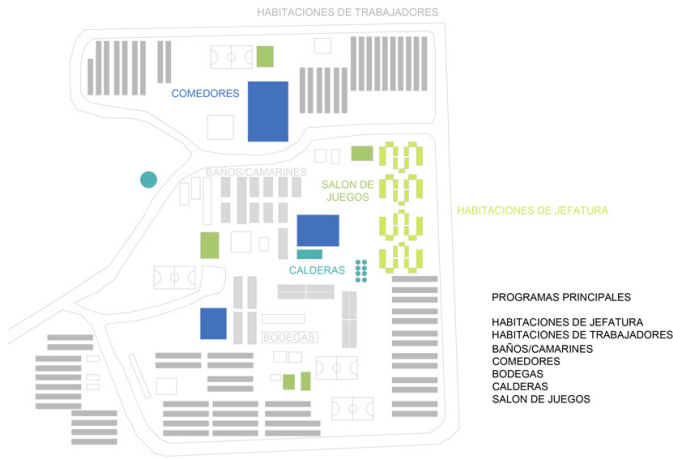 HABITACIONES DE TRABAJADORES
COMEDORES
BAÑOS/CAMARINES
SALON DE
JUEGOS
HABITACIONES DE JEFATURA
CALDERAS
BODEGAS
PROGRAMAS PRINCIPALES
HABITACIONES DE JEFATURA
HABITACIONES DE TRABAJADORES
BAÑOS/CAMARINES
COMEDORES
BODEGAS
CALDERAS
SALON DE JUEGOS